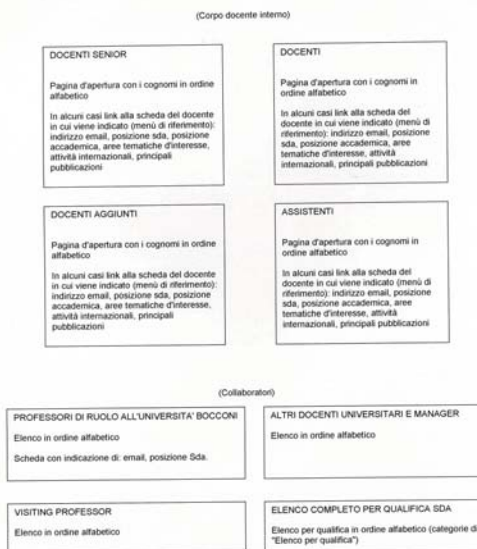 (Corpo docente interno)
DOCENTI SENIOR
Pagina d'apertura con i cognomi in ordine
alfabetico
In alcuni casi link alla scheda del docente
in cui viene indicato (menù di riferimento):
indirizzo email, posizione sda, posizione
accademica, aree tematiche d'interesse,
attività internazionali, principali
pubblicazioni
DOCENTI
Pagina d'apertura con i cognomi in
ordine alfabetico
In alcuni casi link alla scheda del
docente in cui viene indicato (menù di
riferimento): indirizzo email, posizione
sda, posizione accademica, aree
tematiche d'interesse, attività
internazionali, principali
pubblicazioni
DOCENTI AGGIUNTI
Pagina d'apertura con i cognomi in ordine
alfabetico
In alcuni casi link alla scheda del docente
in cui viene indicato (menù di riferimento):
indirizzo email, posizione sda, posizione
accademica, aree tematiche d'interesse,
attività internazionali, principali
pubblicazioni
ASSISTENTI
Pagina d'apertura con i cognomi in
ordine alfabetico
In alcuni casi link alla scheda del
docente in cui viene indicato (menù di
riferimento): indirizzo email, posizione
sda, posizione accademica, aree
tematiche d'interesse, attività
internazionali, principali pubblicazioni
(Collaboratori)
PROFESSORI DI RUOLO ALL'UNIVERSITA' BOCCONI
Elenco in ordine alfabetico
Scheda con indicazione di: email, posizione Sda.
ALTRI DOCENTI UNIVERSITARI E MANAGER
Elenco in ordine alfabetico
VISITING PROFESSOR
Elenco in ordine alfabetico
ELENCO COMPLETO PER QUALIFICA SDA
Elenco per qualifica in ordine alfabetico (categorie di
"Elenco per qualifica")